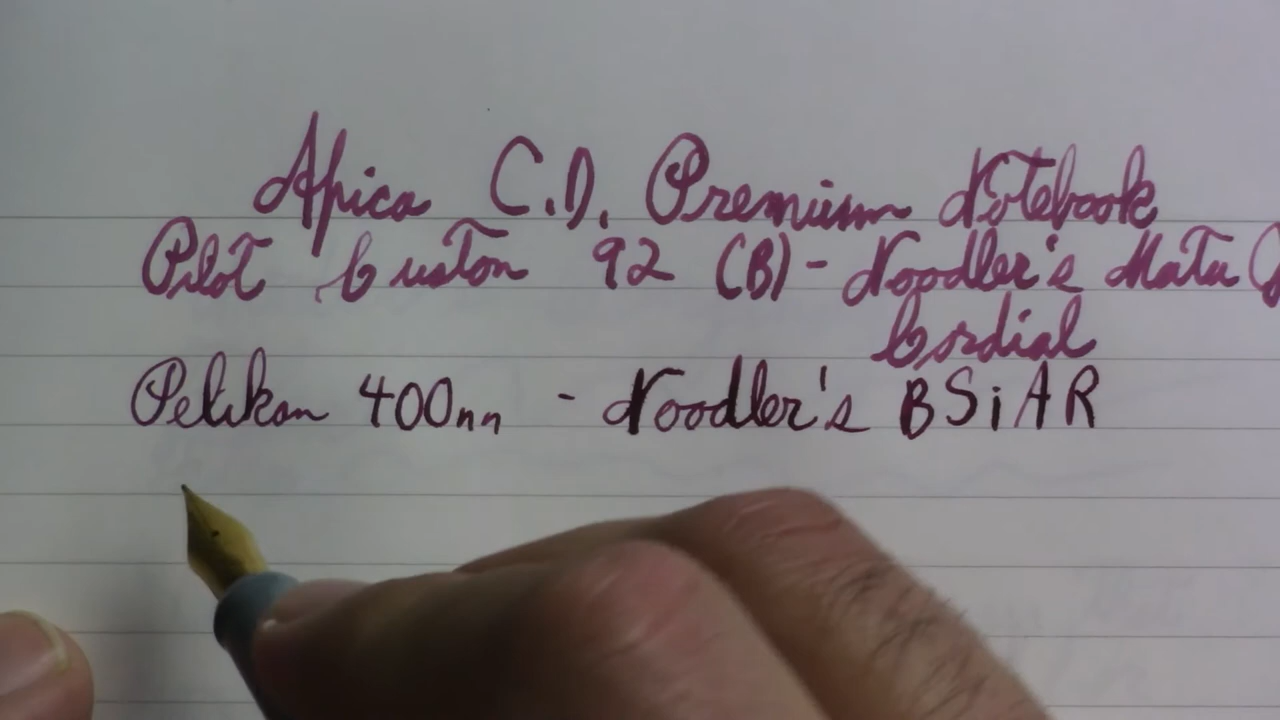 Apica C.D. Premium Notebook
Pilot Custom 92 (B) - Noodler's Mata
Cordial
Pelikan 400nn - Noodler's BSiAR